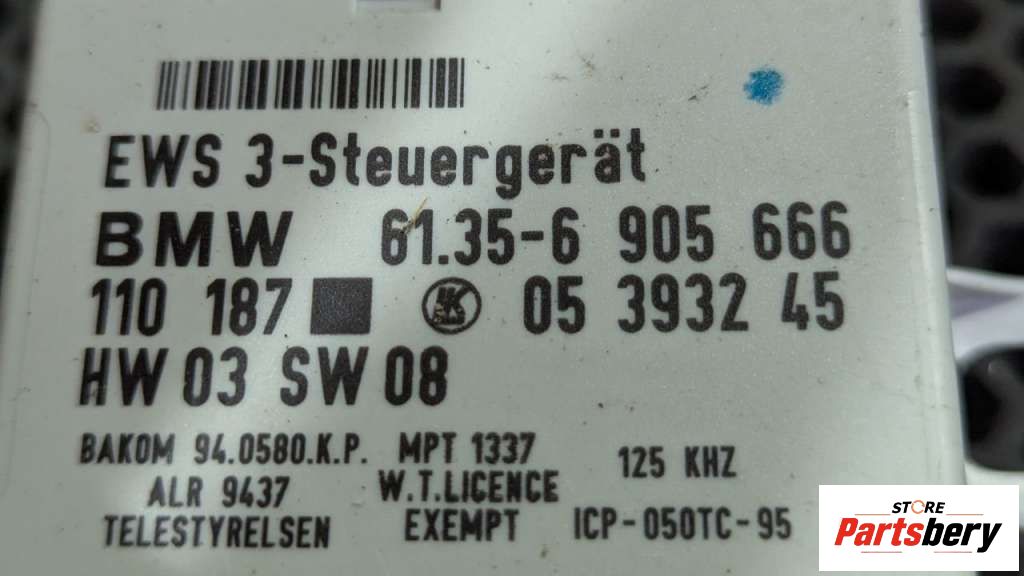 EWS 3-Steuergerät
BMW 61.35-6 905 666
110 187 05 3932 45
HW 03 SW 08
BAKOM 94.0580.K.P. MPT 1337 125 KHZ
ALR 9437 W.T.LICENCE
TELESTYRELSEN EXEMPT ICP-050TC-95
STORE
Partsbery